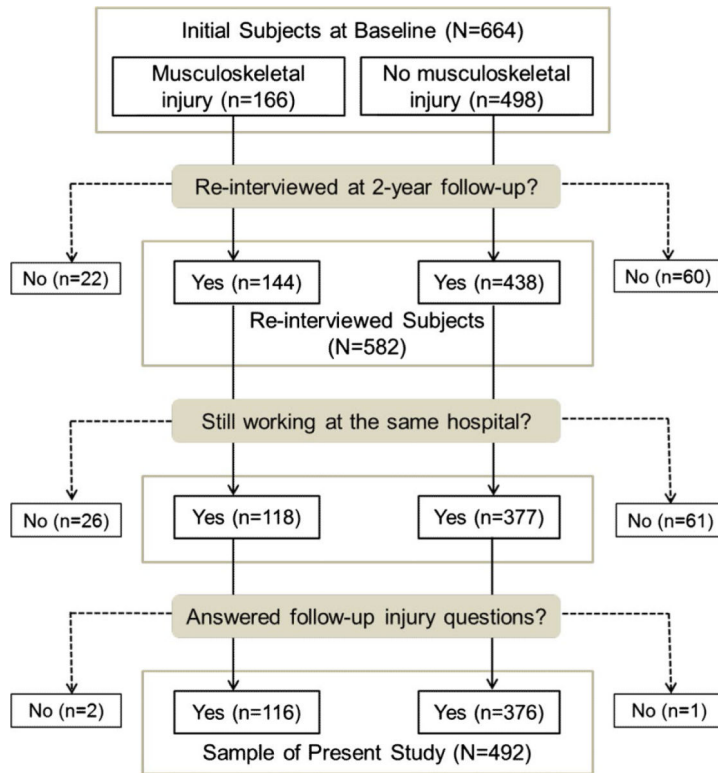 Initial Subjects at Baseline (N=664)
Musculoskeletal
injury (n=166)
No musculoskeletal
injury (n=498)
Re-interviewed at 2-year follow-up?
No (n=22)
Yes (n=144)
Yes (n=438)
No (n=60)
Re-interviewed Subjects
(N=582)
Still working at the same hospital?
No (n=26)
Yes (n=118)
Yes (n=377)
No (n=61)
Answered follow-up injury questions?
No (n=2)
Yes (n=116)
Yes (n=376)
No (n=1)
Sample of Present Study (N=492)